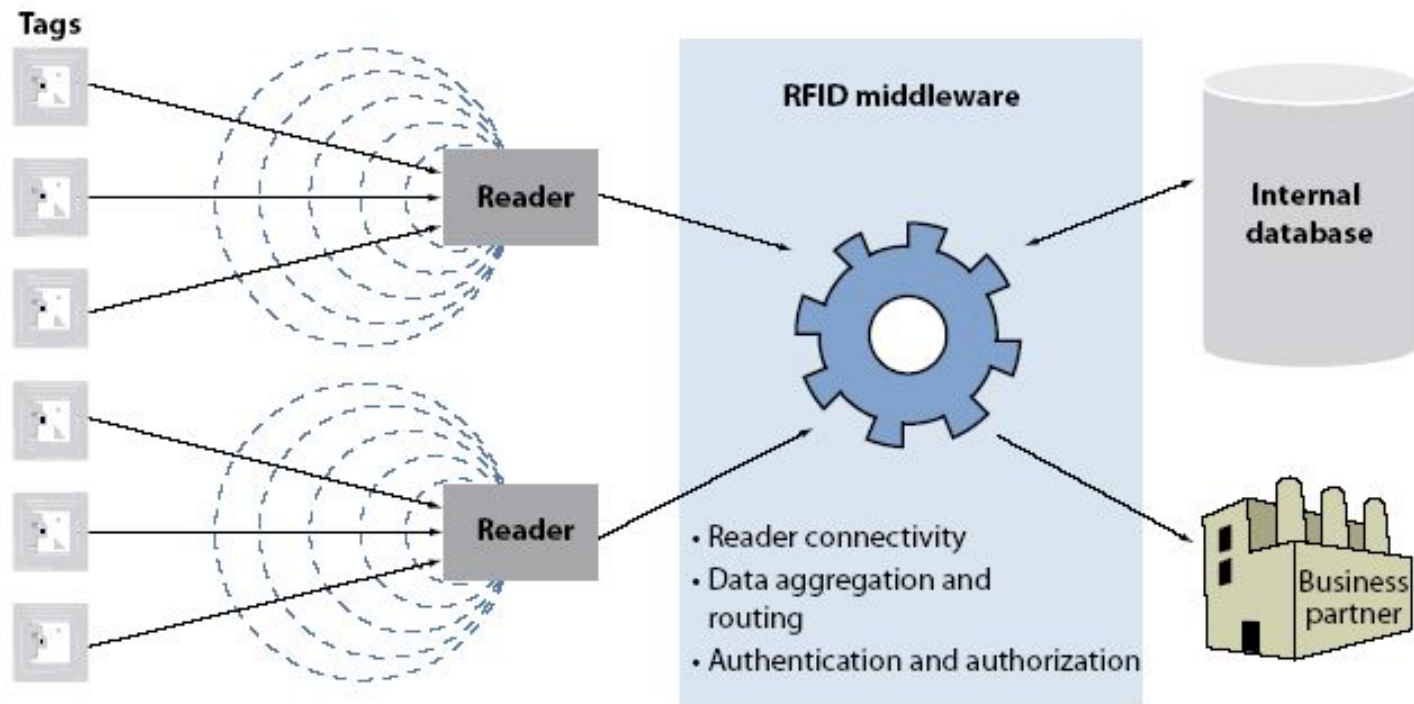 Tags
Reader
Reader
RFID middleware
• Reader connectivity
• Data aggregation and
routing
• Authentication and authorization
Internal
database
Business
partner